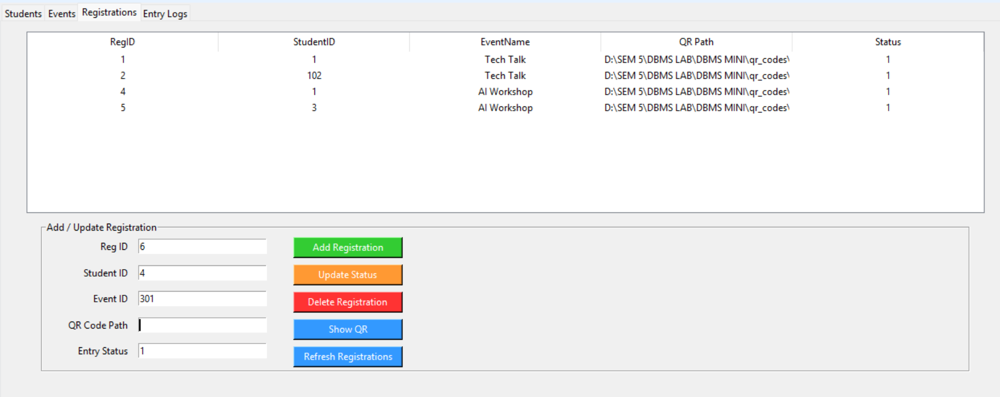 Students Events Registrations Entry Logs
RegID StudentID EventName QR Path Status
1 1 Tech Talk D:\SEM 5\DBMS LAB\DBMS MINI\qr_codes\ 1
2 102 Tech Talk D:\SEM 5\DBMS LAB\DBMS MINI\qr_codes\ 1
4 1 AI Workshop D:\SEM 5\DBMS LAB\DBMS MINI\qr_codes\ 1
5 3 AI Workshop D:\SEM 5\DBMS LAB\DBMS MINI\qr_codes\ 1
Add / Update Registration
Reg ID 6 Add Registration
Student ID 4 Update Status
Event ID 301 Delete Registration
QR Code Path Show QR
Entry Status 1 Refresh Registrations